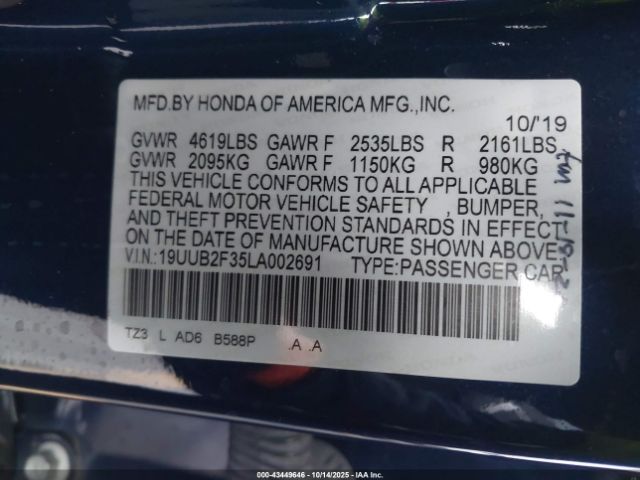 MFD.BY HONDA OF AMERICA MFG.,INC.
10/'19
GVWR 4619LBS GAWR F 2535LBS R 2161LBS
GVWR 2095KG GAWR F 1150KG R 980KG
THIS VEHICLE CONFORMS TO ALL APPLICABLE
FEDERAL MOTOR VEHICLE SAFETY , BUMPER,
AND THEFT PREVENTION STANDARDS IN EFFECT
ON THE DATE OF MANUFACTURE SHOWN ABOVE.
V.I.N.:19UUB2F35LA002691 TYPE:PASSENGER CAR
TZ3 L AD6 B588P .A .A
000-43449646 - 10/14/2025 - IAA Inc.